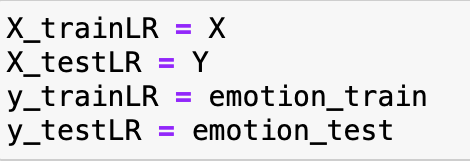 X_trainLR = X
X_testLR = Y
y_trainLR = emotion_train
y_testLR = emotion_test